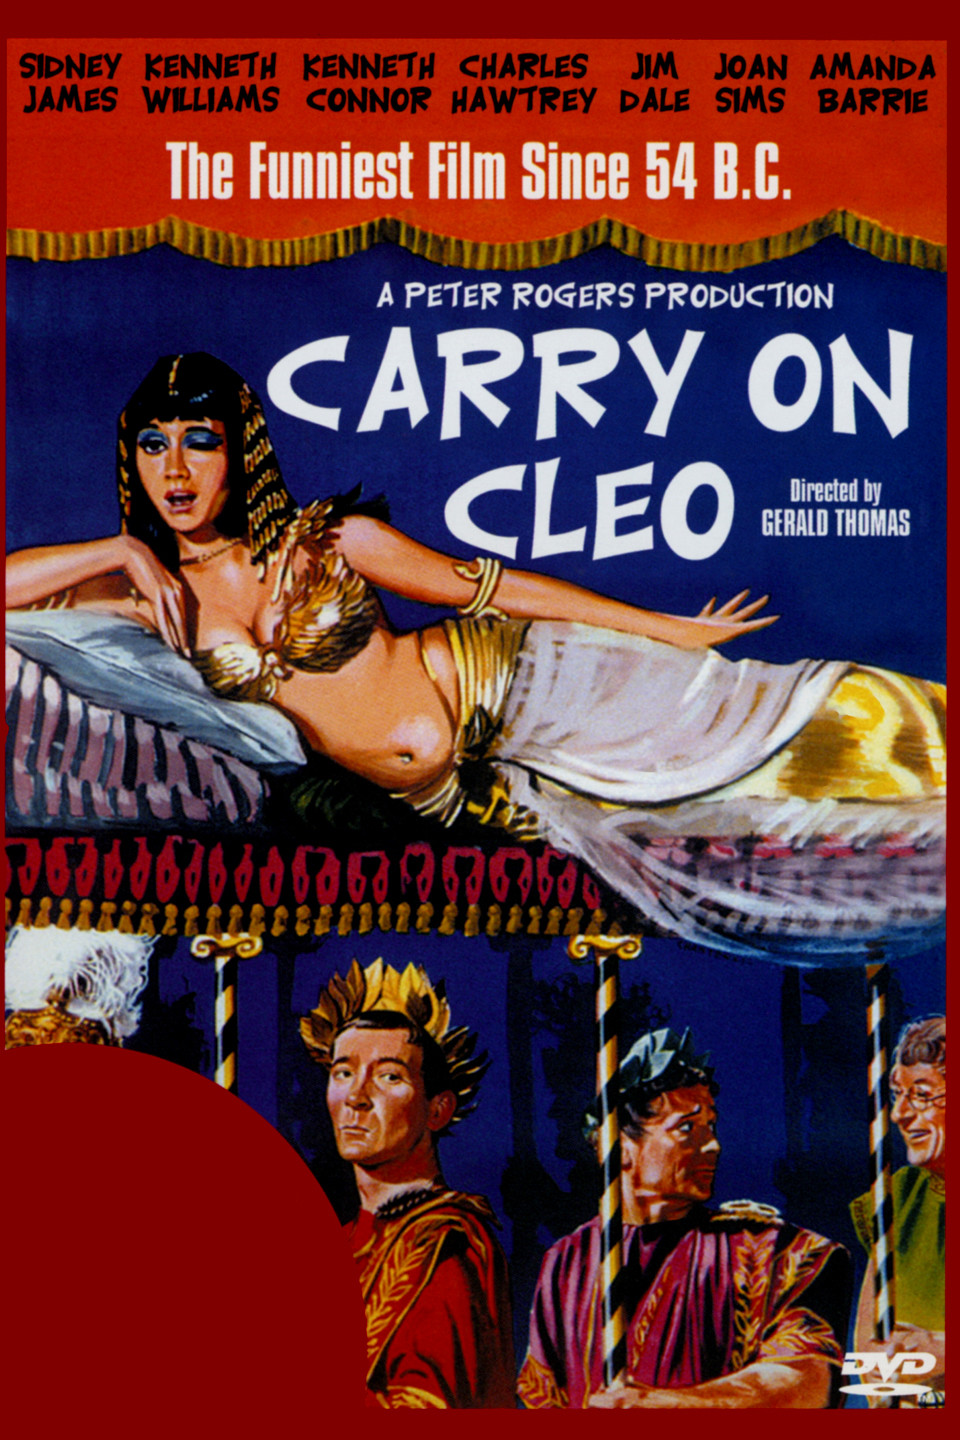 SIDNEY JAMES
KENNETH WILLIAMS
KENNETH CONNOR
CHARLES HAWTREY
JIM DALE
JOAN SIMS
AMANDA BARRIE
The Funniest Film Since 54 B.C.
A PETER ROGERS PRODUCTION
CARRY ON
CLEO
Directed by
GERALD THOMAS
DVD